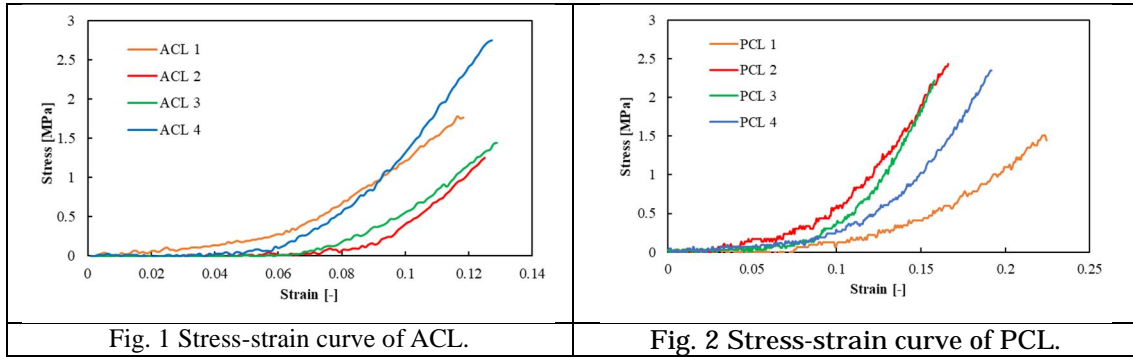 3
2.5
2
1.5
1
0.5
0
Stress [MPa]
ACL 1
ACL 2
ACL 3
ACL 4
0 0.02 0.04 0.06 0.08 0.1 0.12 0.14
Strain [-]
Fig. 1 Stress-strain curve of ACL.
3
2.5
2
1.5
1
0.5
0
Stress [MPa]
PCL 1
PCL 2
PCL 3
PCL 4
0 0.05 0.1 0.15 0.2 0.25
Strain [-]
Fig. 2 Stress-strain curve of PCL.